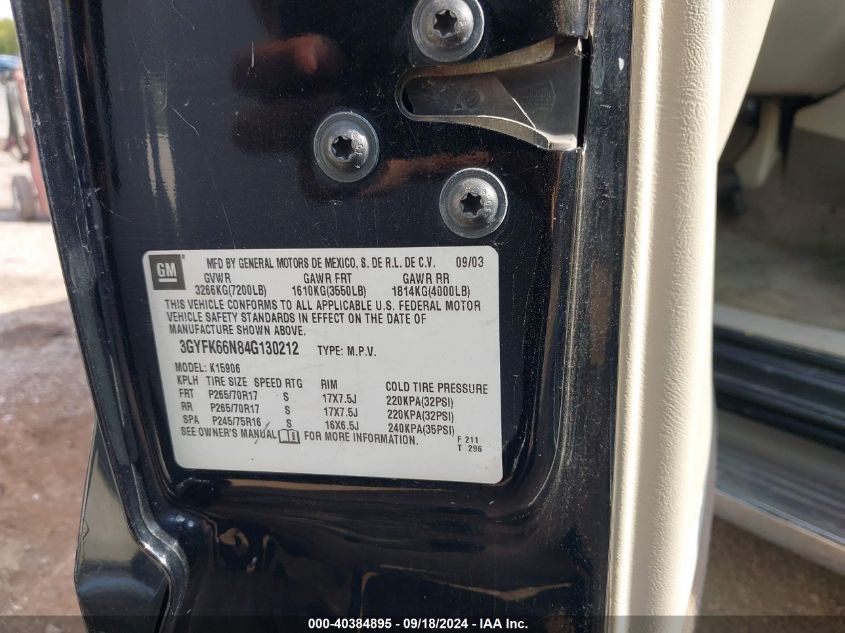 GM
MFD BY GENERAL MOTORS DE MEXICO, S. DE R.L. DE C.V. 09/03
GVWR GAWR FRT GAWR RR
3266KG(7200LB) 1610KG(3550LB) 1814KG(4000LB)
THIS VEHICLE CONFORMS TO ALL APPLICABLE U.S. FEDERAL MOTOR
VEHICLE SAFETY STANDARDS IN EFFECT ON THE DATE OF
MANUFACTURE SHOWN ABOVE.
3GYFK66N84G130212 TYPE: M.P.V.
MODEL: K15906
KPLH TIRE SIZE SPEED RTG RIM COLD TIRE PRESSURE
FRT P265/70R17 S 17X7.5J 220KPA(32PSI)
RR P265/70R17 S 17X7.5J 220KPA(32PSI)
SPA P245/75R16 S 16X6.5J 240KPA(35PSI)
SEE OWNER'S MANUAL FOR MORE INFORMATION.
F 211
T 296
000-40384895 / 09/18/2024 - IAAI.COM